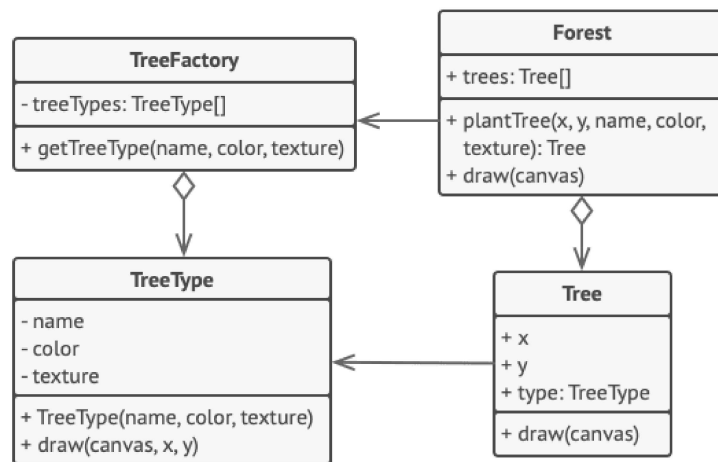 TreeFactory
- treeTypes: TreeType[]
+ getTreeType(name, color, texture)
Forest
+ trees: Tree[]
+ plantTree(x, y, name, color,
texture): Tree
+ draw(canvas)
TreeType
- name
- color
- texture
+ TreeType(name, color, texture)
+ draw(canvas, x, y)
Tree
+ x
+ y
+ type: TreeType
+ draw(canvas)